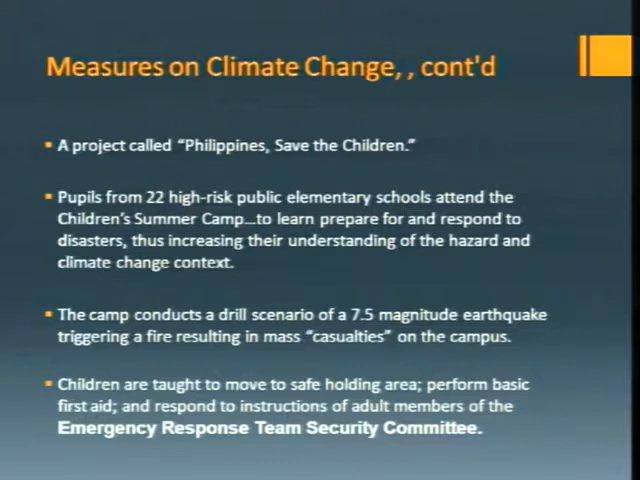 Measures on Climate Change, , cont'd
▪ A project called “Philippines, Save the Children.”
▪ Pupils from 22 high-risk public elementary schools attend the
Children’s Summer Camp…to learn prepare for and respond to
disasters, thus increasing their understanding of the hazard and
climate change context.
▪ The camp conducts a drill scenario of a 7.5 magnitude earthquake
triggering a fire resulting in mass “casualties” on the campus.
▪ Children are taught to move to safe holding area; perform basic
first aid; and respond to instructions of adult members of the
Emergency Response Team Security Committee.